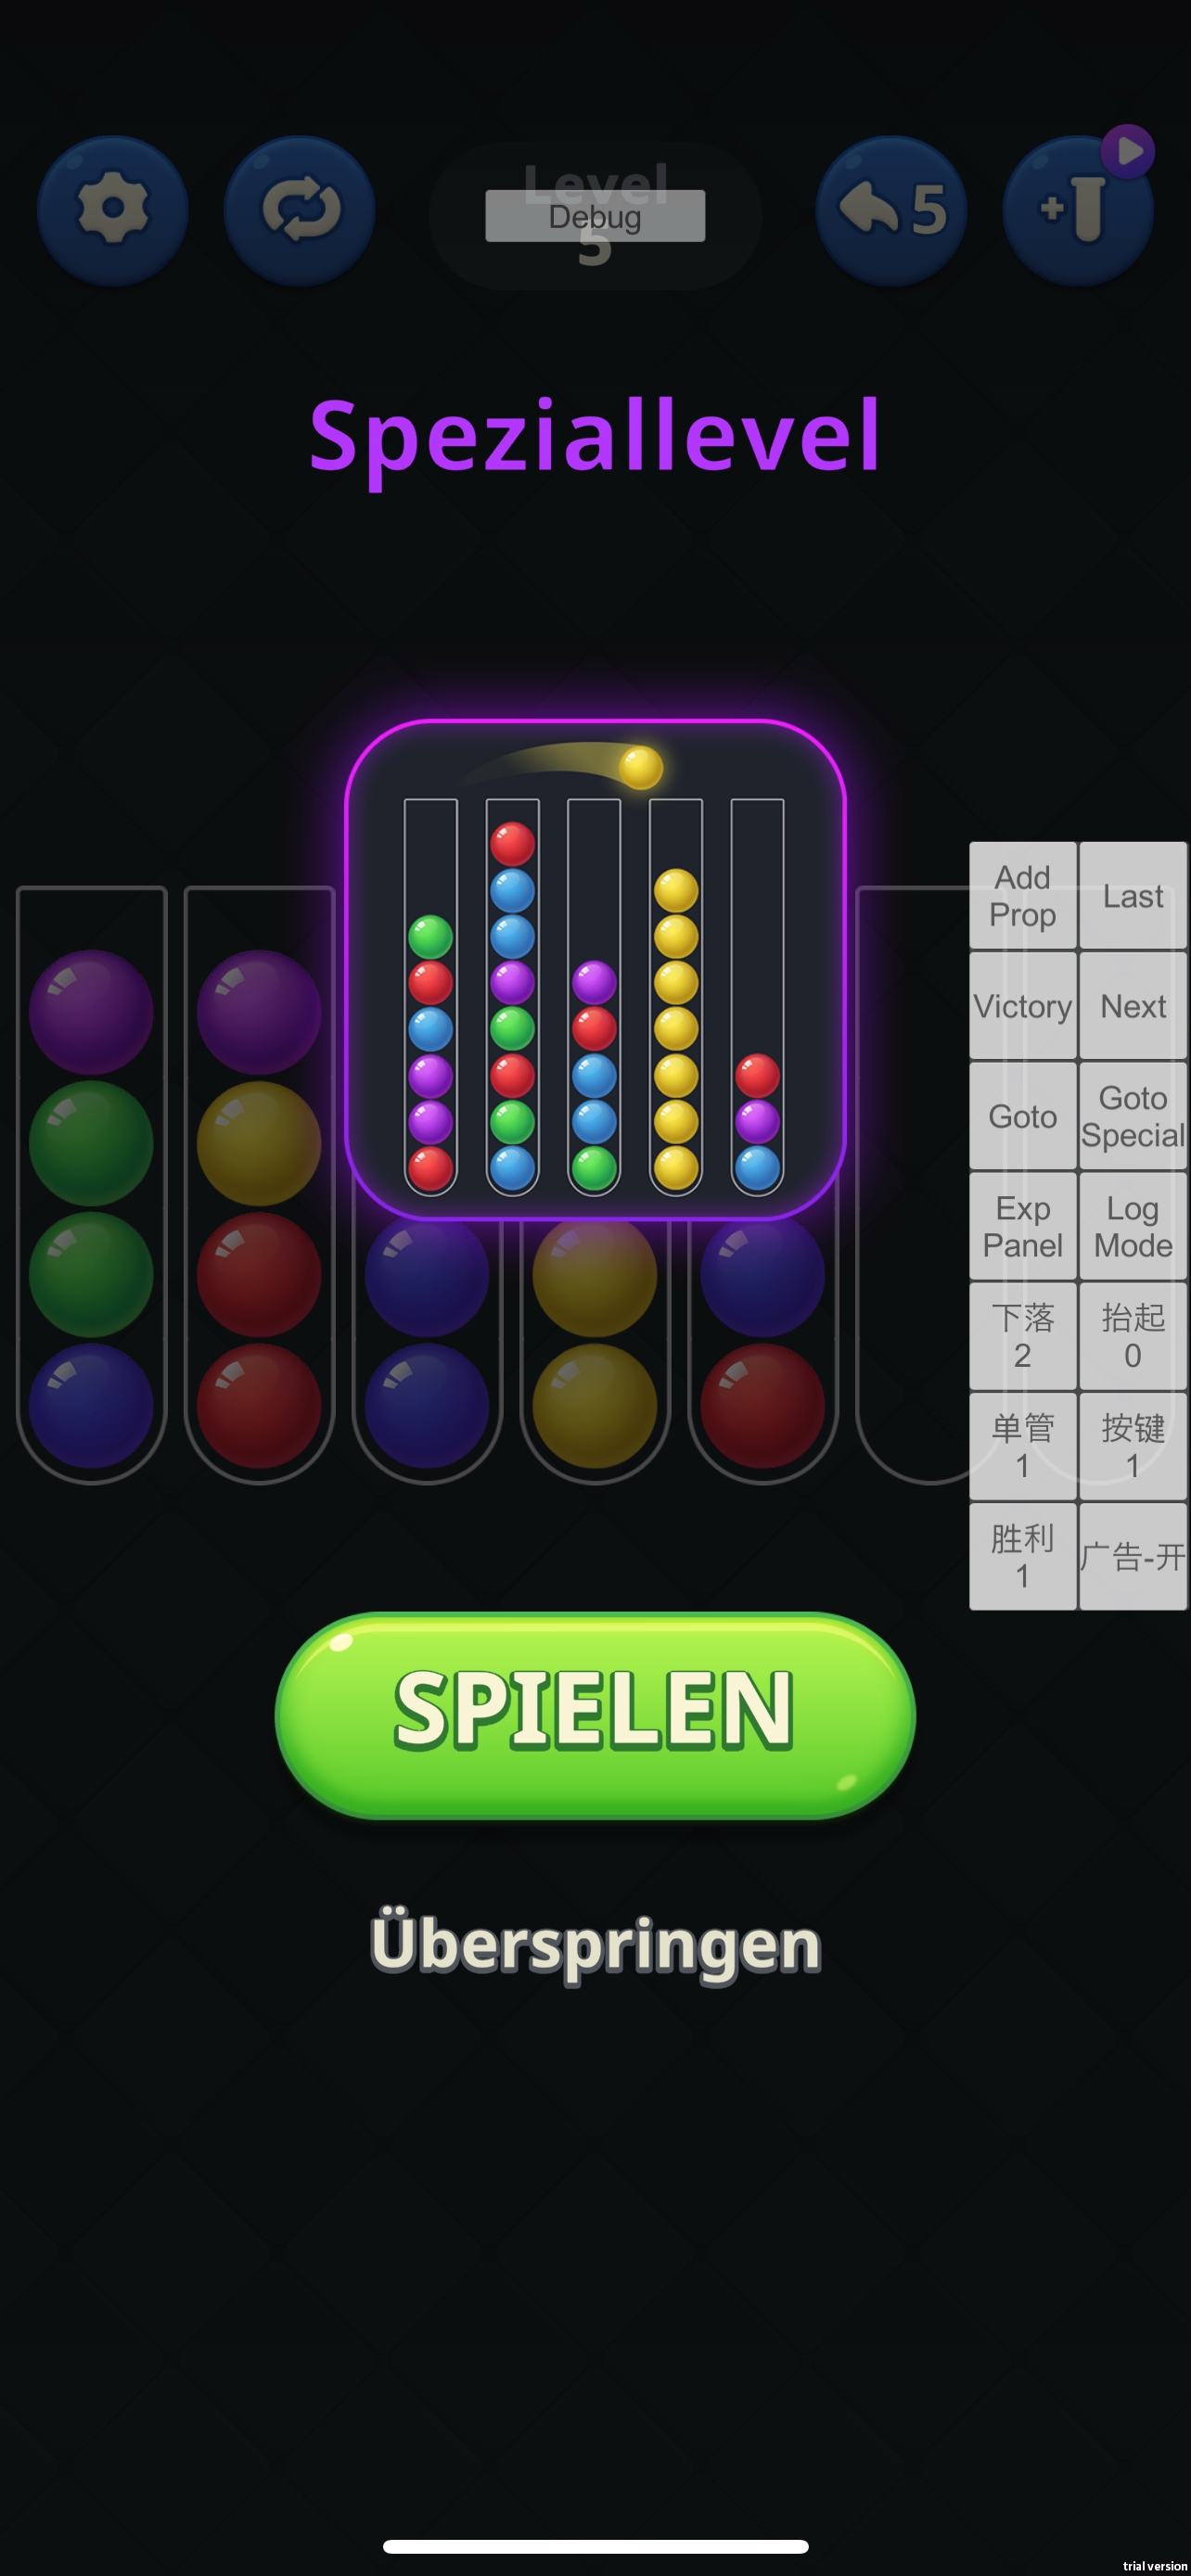 Level
Debug
5
5
Speziallevel
Add
Prop
Last
Victory
Next
Goto
Goto
Special
Exp
Panel
Log
Mode
下落
2
抬起
0
单管
1
按键
1
胜利
1
广告-开
SPIELEN
Überspringen
trial version